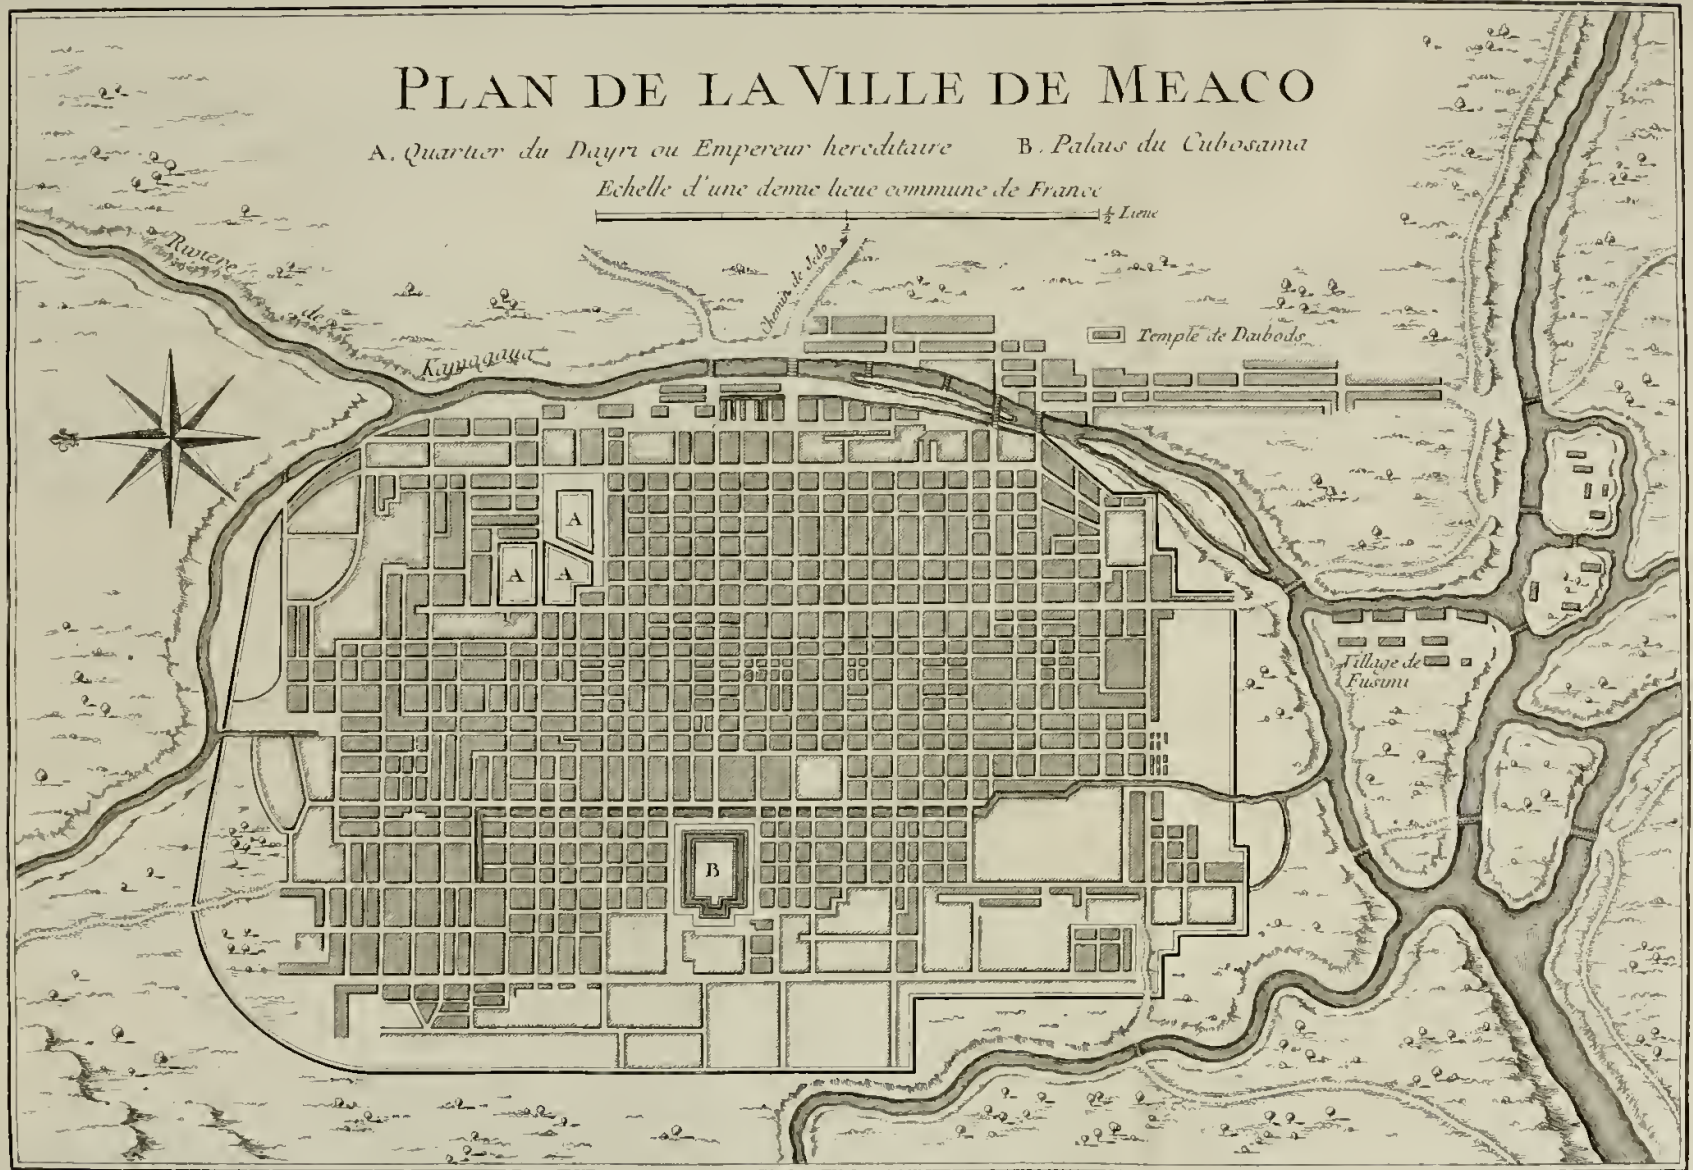 PLAN DE LA VILLE DE MEACO
A. Quartier du Dayri ou Empereur hereditaire B. Palais du Cubosama
Echelle d'une demie lieue commune de France
½ Lieue
Riviere de Kamagaua
Chemin de Jedo
Temple de Daibods
A
A
A
Village de
Fusimi
B